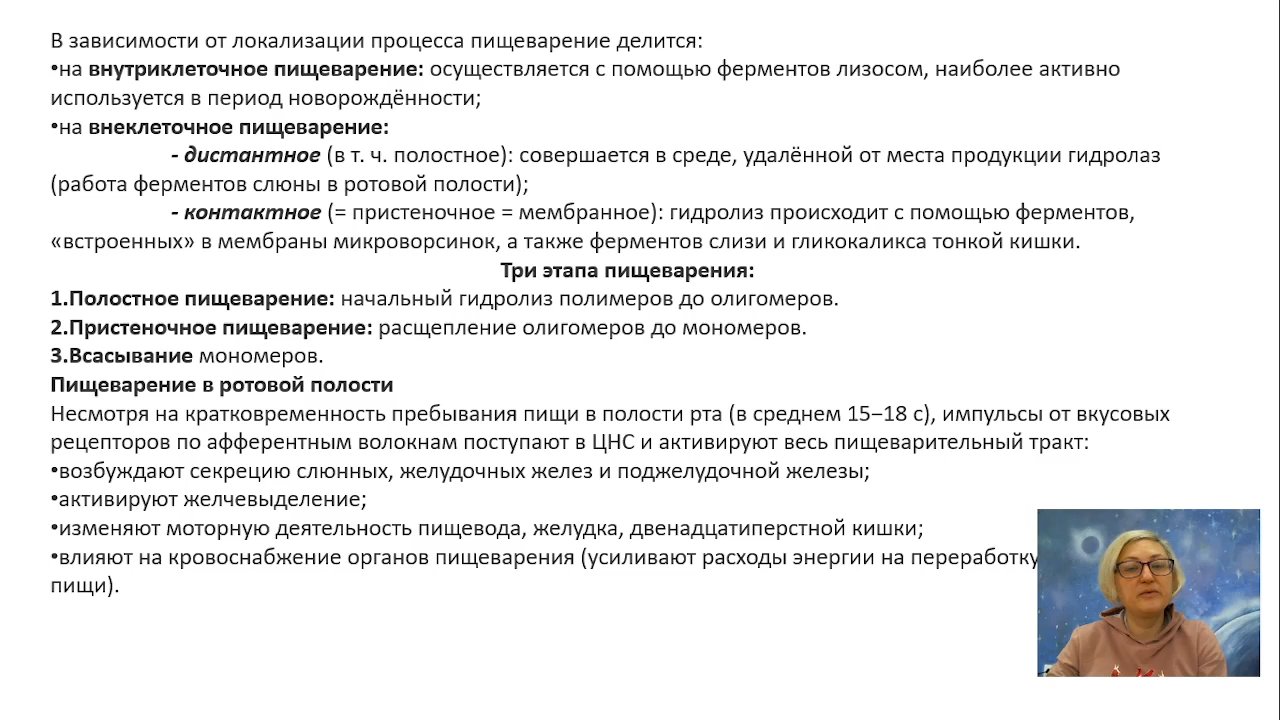 В зависимости от локализации процесса пищеварение делится:
•на внутриклеточное пищеварение: осуществляется с помощью ферментов лизосом, наиболее активно
используется в период новорождённости;
•на внеклеточное пищеварение:
- дистантное (в т. ч. полостное): совершается в среде, удалённой от места продукции гидролаз
(работа ферментов слюны в ротовой полости);
- контактное (= пристеночное = мембранное): гидролиз происходит с помощью ферментов,
«встроенных» в мембраны микроворсинок, а также ферментов слизи и гликокаликса тонкой кишки.
Три этапа пищеварения:
1.Полостное пищеварение: начальный гидролиз полимеров до олигомеров.
2.Пристеночное пищеварение: расщепление олигомеров до мономеров.
3.Всасывание мономеров.
Пищеварение в ротовой полости
Несмотря на кратковременность пребывания пищи в полости рта (в среднем 15–18 с), импульсы от вкусовых
рецепторов по афферентным волокнам поступают в ЦНС и активируют весь пищеварительный тракт:
•возбуждают секрецию слюнных, желудочных желез и поджелудочной железы;
•активируют желчевыделение;
•изменяют моторную деятельность пищевода, желудка, двенадцатиперстной кишки;
•влияют на кровоснабжение органов пищеварения (усиливают расходы энергии на переработку
пищи).